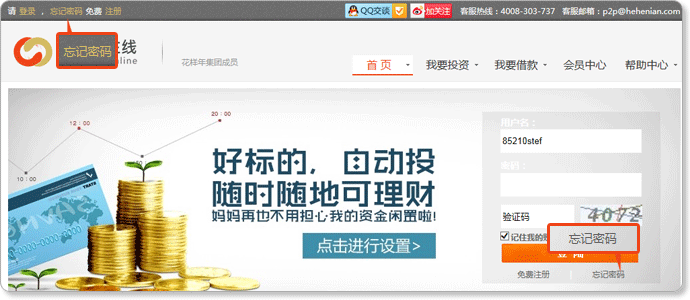 请 登录 ， 忘记密码 免费 注册
QQ交谈 加关注 客服热线：4008-303-737 客服邮箱：p2p@hehenian.com
忘记密码
在线
nline
花样年集团成员
首 页 我要投资 我要借款 会员中心 帮助中心
12：00
20：00
好标的，自动投
随时随地可理财
妈妈再也不用担心我的资金闲置啦!
点击进行设置>
用户名：
85210stef
密码：
验证码 4072
记住我的
忘记密码
登 陆
免费注册 忘记密码